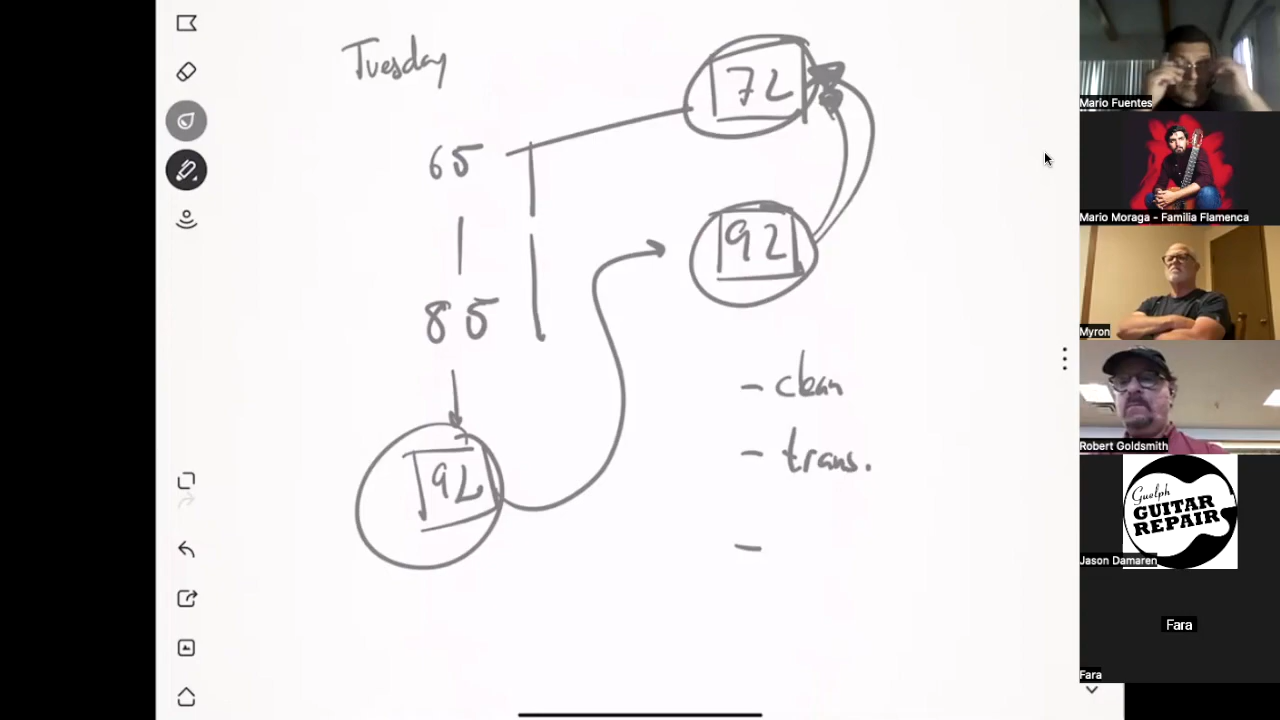 Tuesday
72
65
85
92
92
- clean
- trans.
-
Mario Fuentes
Mario Moraga - Familia Flamenca
Myron
Robert Goldsmith
Guelph
GUITAR
REPAIR
Jason Damaren
Fara
Fara